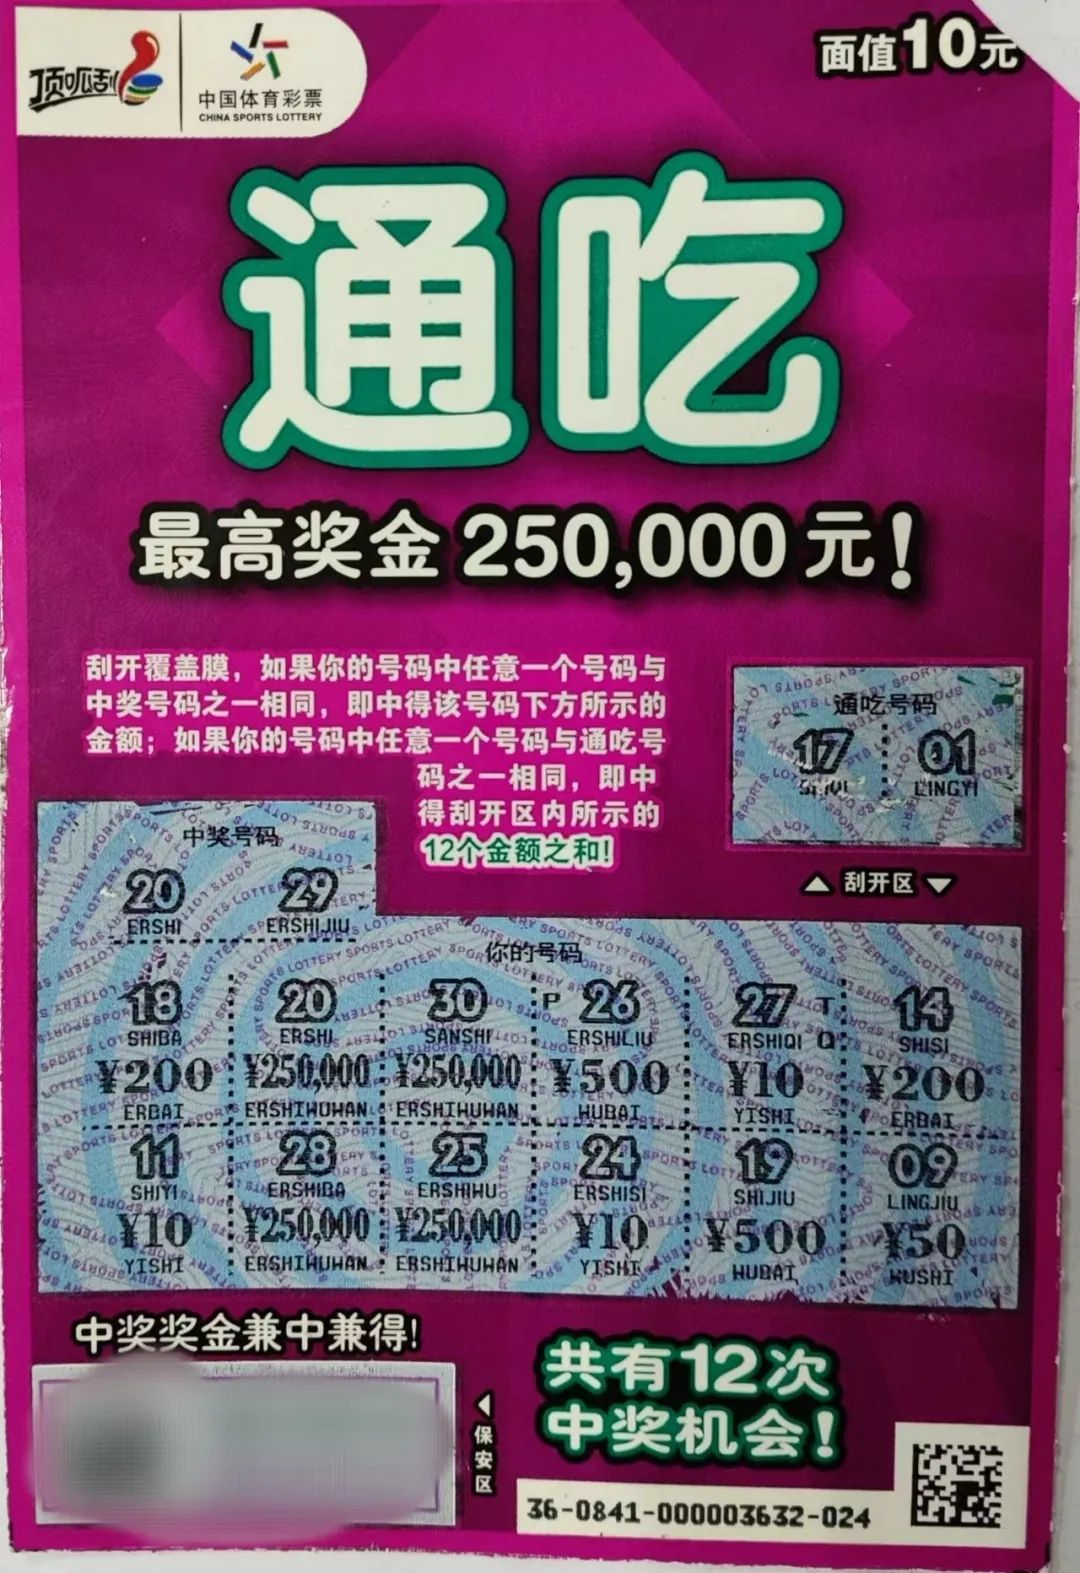 顶呱刮
中国体育彩票
CHINA SPORTS LOTTERY
面值10元
通吃
最高奖金250,000元!
刮开覆盖膜，如果你的号码中任意一个号码与
中奖号码之一相同，即中得该号码下方所示的
金额；如果你的号码中任意一个号码与通吃号
码之一相同，即中
得刮开区内所示的
12个金额之和!
通吃号码
17 01
LINGYI
▲ 刮开区 ▼
中奖号码
20 29
ERSHI ERSHIJIU
你的号码
18 20 30 P 26 27 T 14
SHIBA ERSHI SANSHI ERSHILIU ERSHIQI Q SHISI
¥200 ¥250,000 ¥250,000 ¥500 ¥10 ¥200
ERBAI ERSHIWUWAN ERSHIWUWAN WUBAI YISHI ERBAI
11 28 25 24 19 09
SHIYI ERSHIBA ERSHIWU ERSHISI SHIJIU LINGJIU
¥10 ¥250,000 ¥250,000 ¥10 ¥500 ¥50
YISHI ERSHIWUWAN ERSHIWUWAN YISHI WUBAI WUSHI
中奖奖金兼中兼得!
◀保安区
共有12次
中奖机会!
36-0841-000003632-024